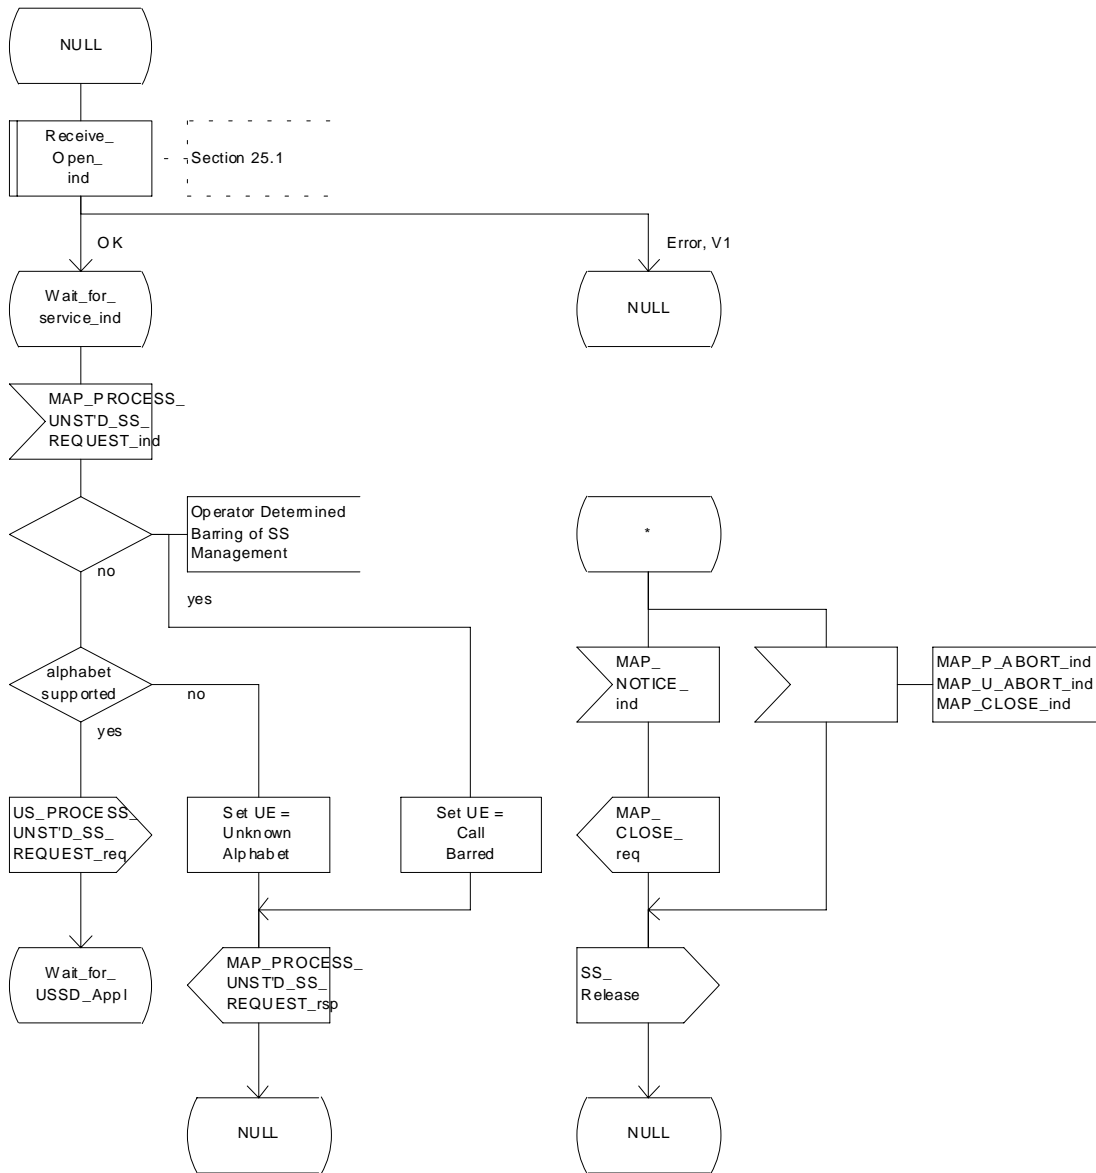 NULL
Receive_
Open_
ind
Section 25.1
OK
Error, V1
Wait_for_
service_ind
NULL
MAP_PROCESS_
UNST'D_SS_
REQUEST_ind
Operator Determined
Barring of SS
Management
*
no
yes
alphabet
supported
no
yes
MAP_
NOTICE_
ind
MAP_P_ABORT_ind
MAP_U_ABORT_ind
MAP_CLOSE_ind
US_PROCESS_
UNST'D_SS_
REQUEST_req
Set UE =
Unknown
Alphabet
Set UE =
Call
Barred
MAP_
CLOSE_
req
Wait_for_
USSD_Appl
MAP_PROCESS_
UNST'D_SS_
REQUEST_rsp
SS_
Release
NULL
NULL